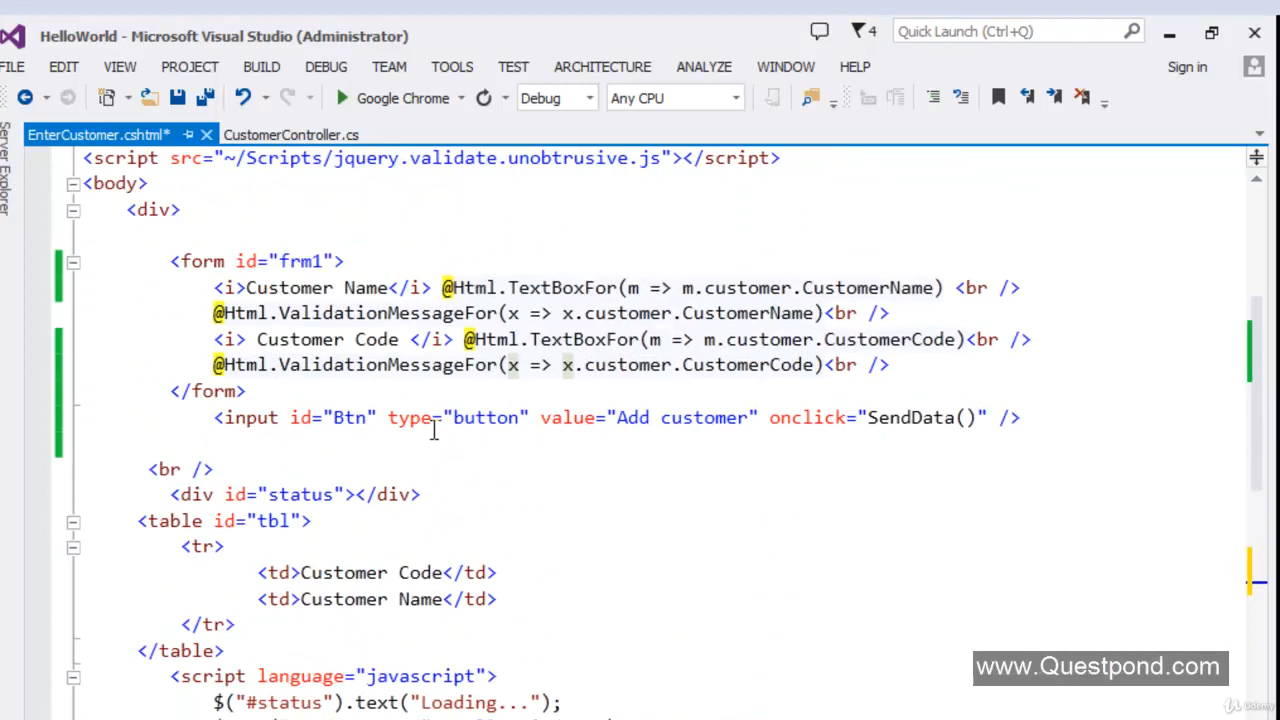 HelloWorld - Microsoft Visual Studio (Administrator)
4
Quick Launch (Ctrl+Q)
FILE EDIT VIEW PROJECT BUILD DEBUG TEAM TOOLS TEST ARCHITECTURE ANALYZE WINDOW HELP Sign in
Google Chrome Debug Any CPU
Server Explorer
EnterCustomer.cshtml* CustomerController.cs
<script src="~/Scripts/jquery.validate.unobtrusive.js"></script>
<body>
<div>
<form id="frm1">
<i>Customer Name</i> @Html.TextBoxFor(m => m.customer.CustomerName) <br />
@Html.ValidationMessageFor(x => x.customer.CustomerName)<br />
<i> Customer Code </i> @Html.TextBoxFor(m => m.customer.CustomerCode)<br />
@Html.ValidationMessageFor(x => x.customer.CustomerCode)<br />
</form>
<input id="Btn" type="button" value="Add customer" onclick="SendData()" />
<br />
<div id="status"></div>
<table id="tbl">
<tr>
<td>Customer Code</td>
<td>Customer Name</td>
</tr>
</table>
<script language="javascript">
$("#status").text("Loading...");
www.Questpond.com
Udemy